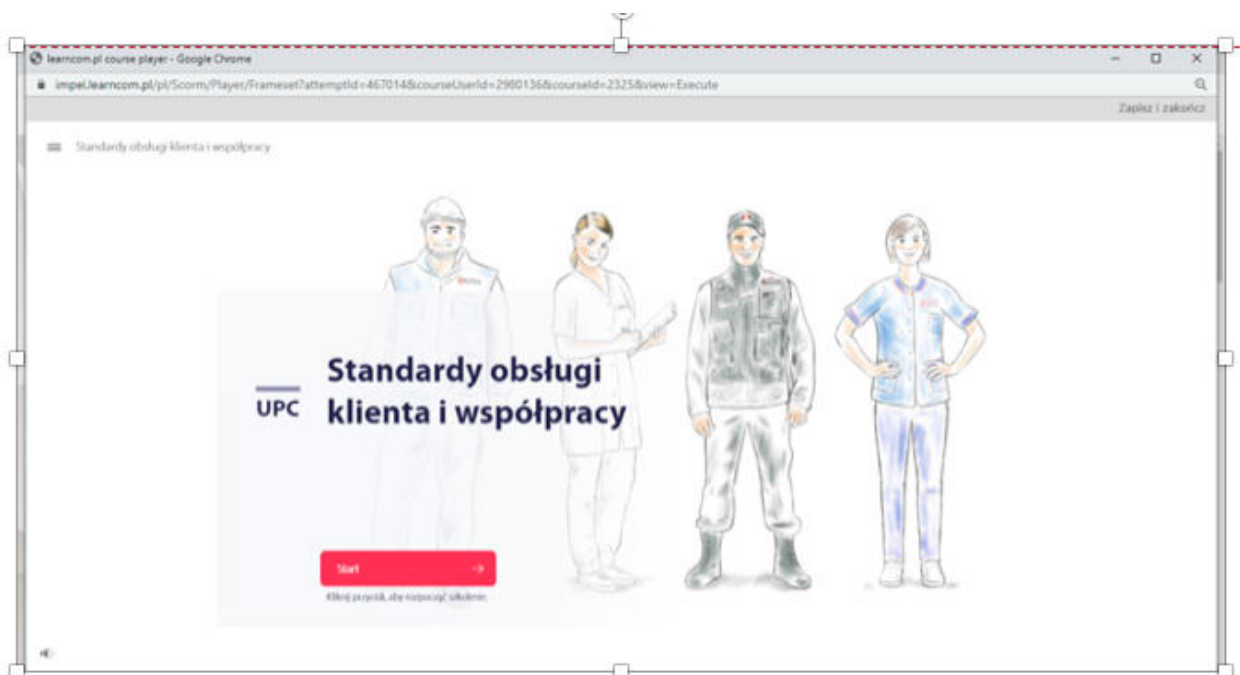 learncom.pl course player - Google Chrome
impel.learncom.pl/pl/Scorm/Player/Frameset?attemptId=467014&courseUserId=2980136&courseId=2325&view=Execute
Zapisz i zakończ
Standardy obsługi klienta i współpracy
Standardy obsługi
klienta i współpracy
UPC
Start
Kliknij przycisk, aby rozpocząć szkolenie.